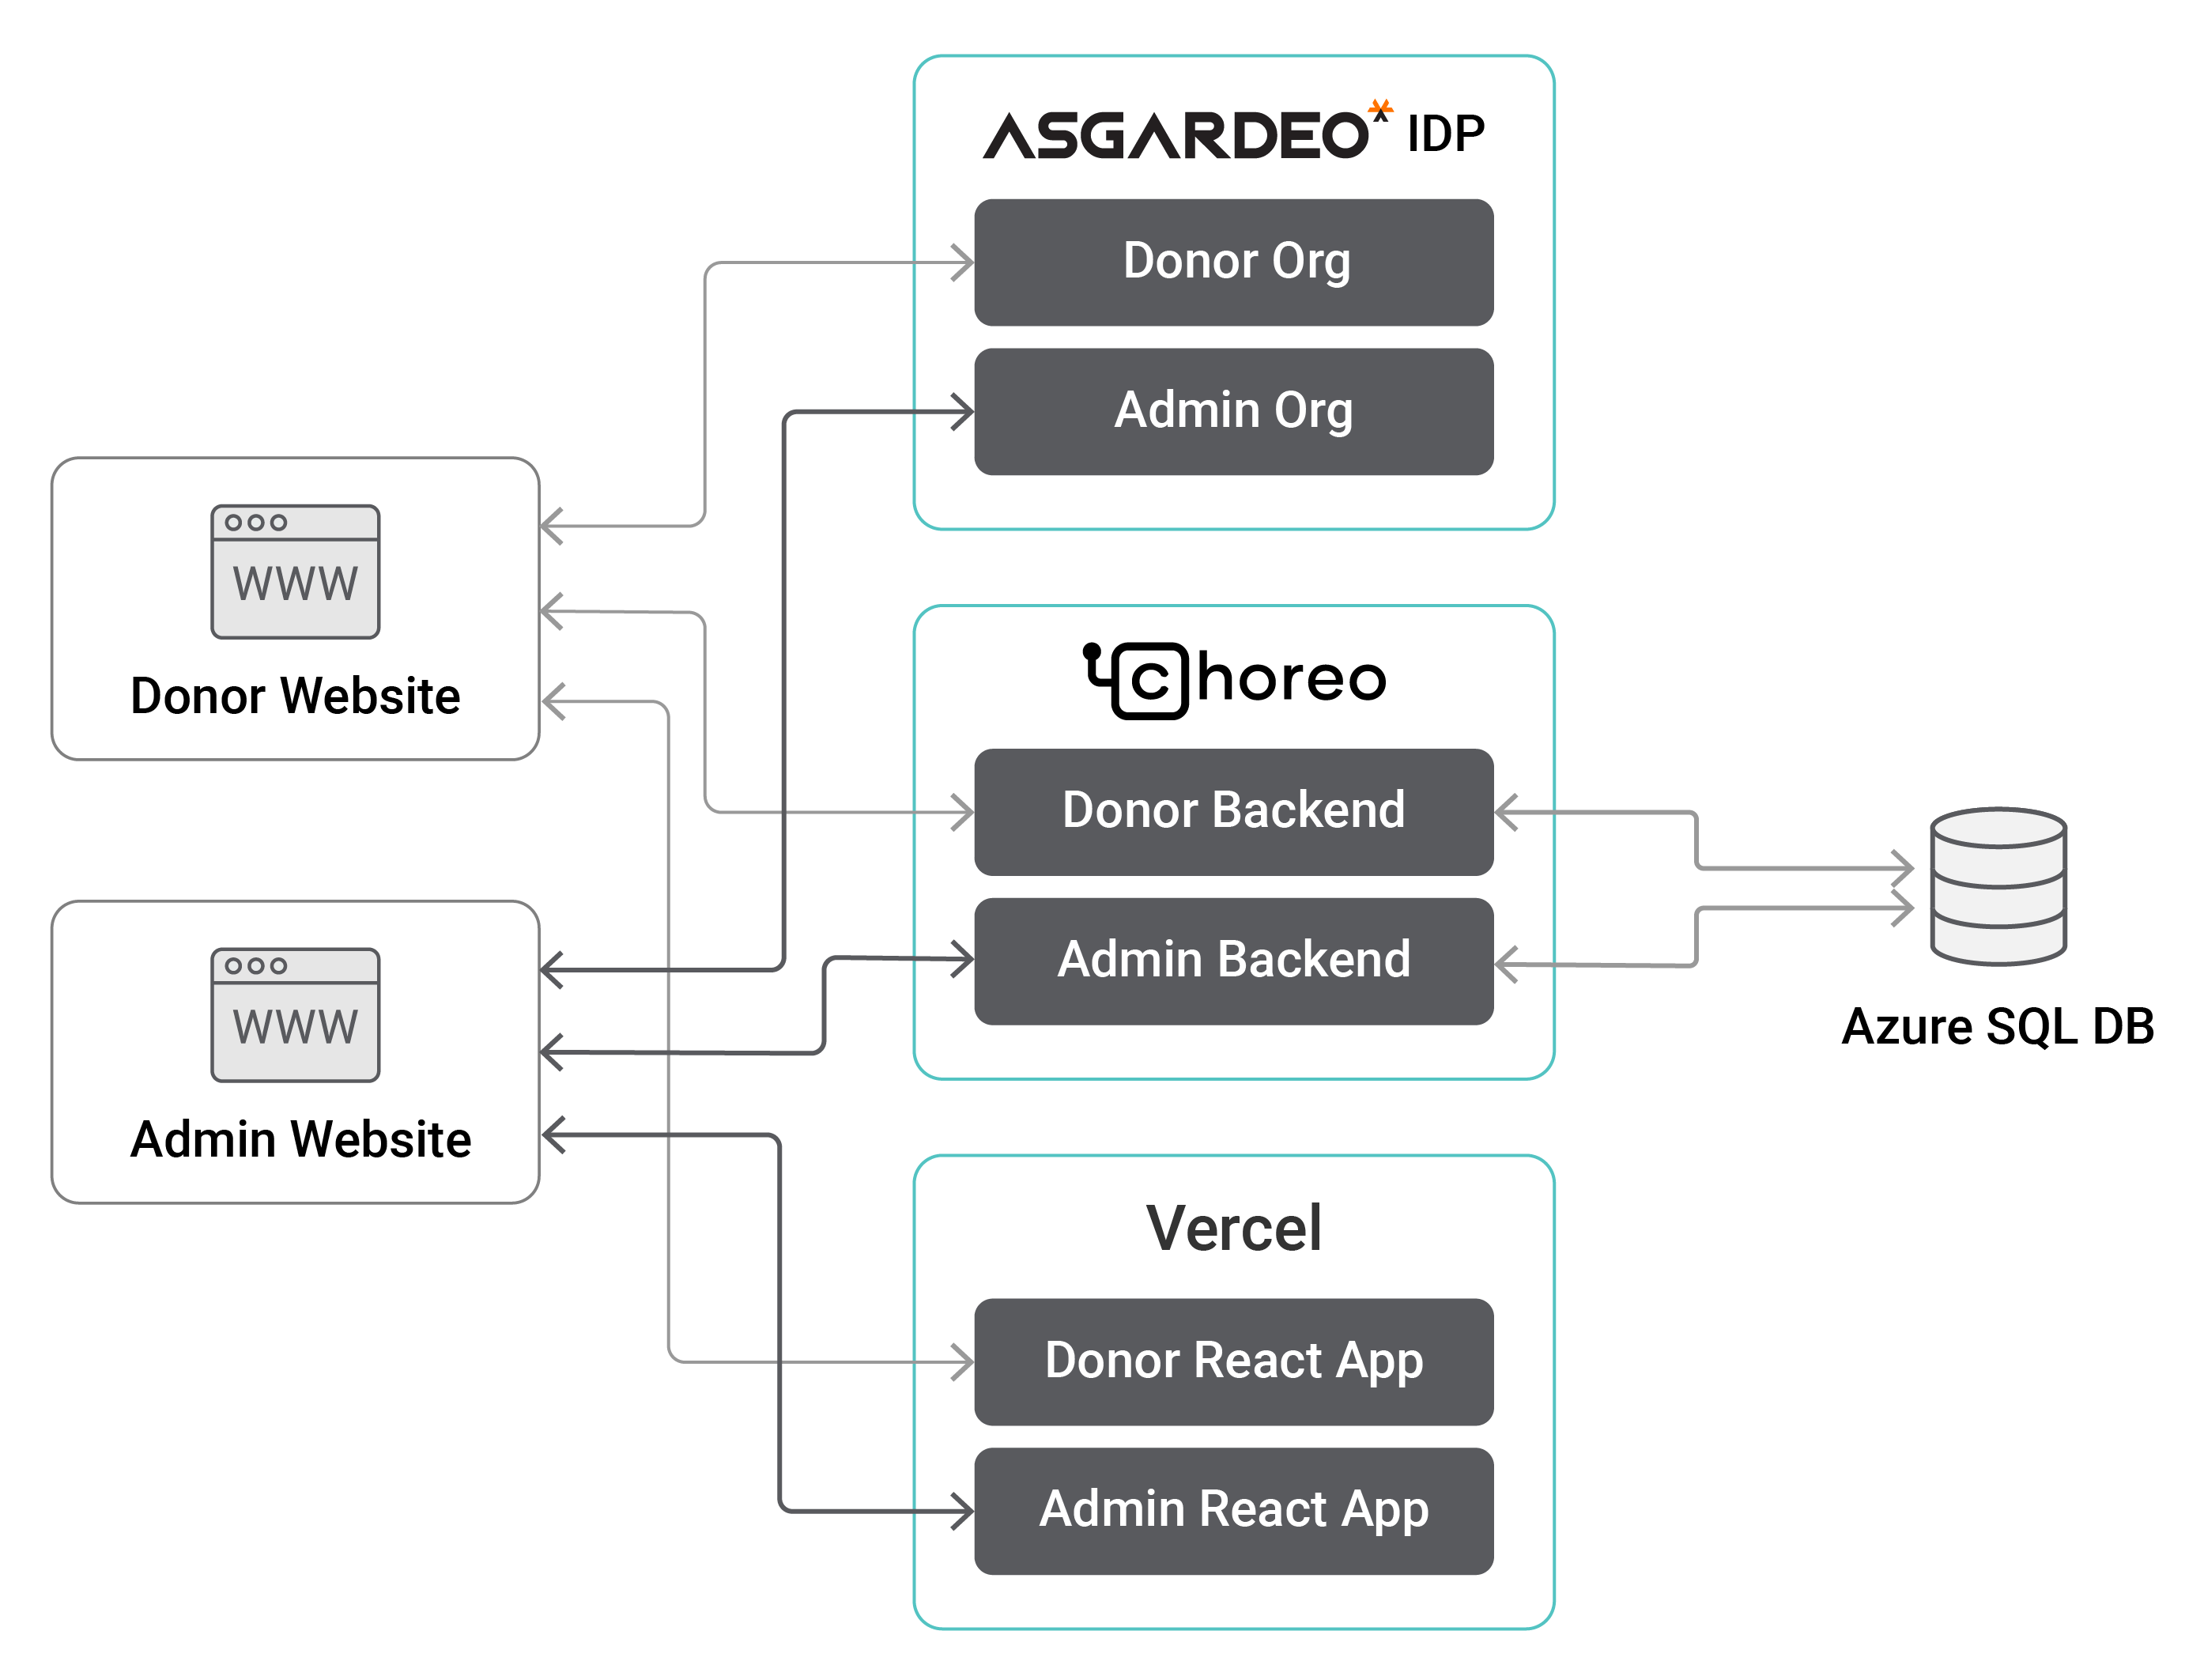 ASGARDEO IDP
Donor Org
Admin Org
WWW
Donor Website
Choreo
Donor Backend
Admin Backend
WWW
Admin Website
Azure SQL DB
Vercel
Donor React App
Admin React App